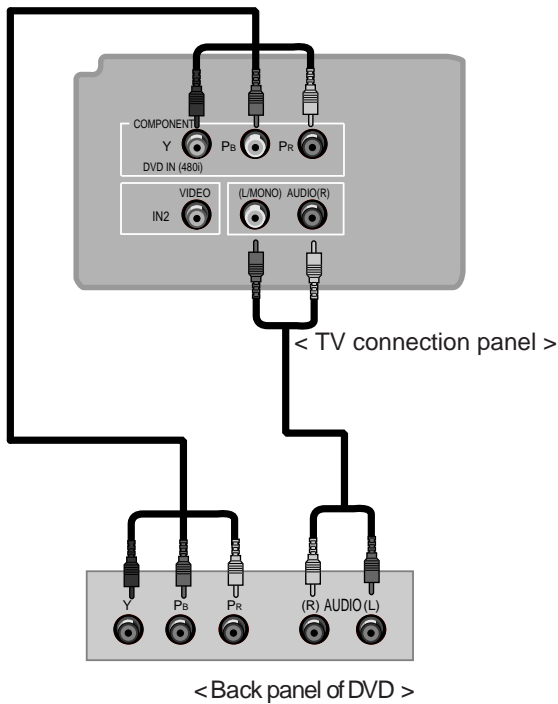 COMPONENT
Y PB PR
DVD IN (480i)
VIDEO (L/MONO) AUDIO(R)
IN2
< TV connection panel >
Y PB PR (R) AUDIO (L)
< Back panel of DVD >